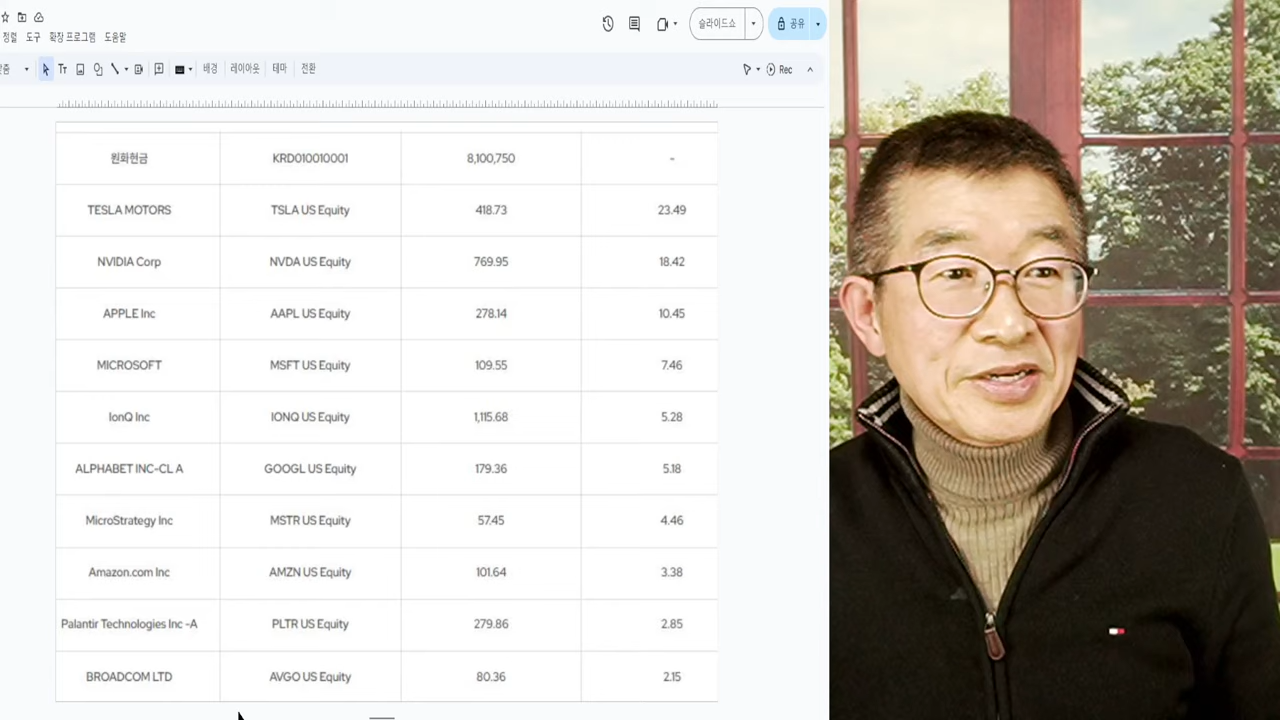 정렬 도구 확장 프로그램 도움말
슬라이드쇼
공유
맞춤
배경 레이아웃 테마 전환
Rec
원화현금 KRD010010001 8,100,750 -
TESLA MOTORS TSLA US Equity 418.73 23.49
NVIDIA Corp NVDA US Equity 769.95 18.42
APPLE Inc AAPL US Equity 278.14 10.45
MICROSOFT MSFT US Equity 109.55 7.46
IonQ Inc IONQ US Equity 1,115.68 5.28
ALPHABET INC-CL A GOOGL US Equity 179.36 5.18
MicroStrategy Inc MSTR US Equity 57.45 4.46
Amazon.com Inc AMZN US Equity 101.64 3.38
Palantir Technologies Inc -A PLTR US Equity 279.86 2.85
BROADCOM LTD AVGO US Equity 80.36 2.15